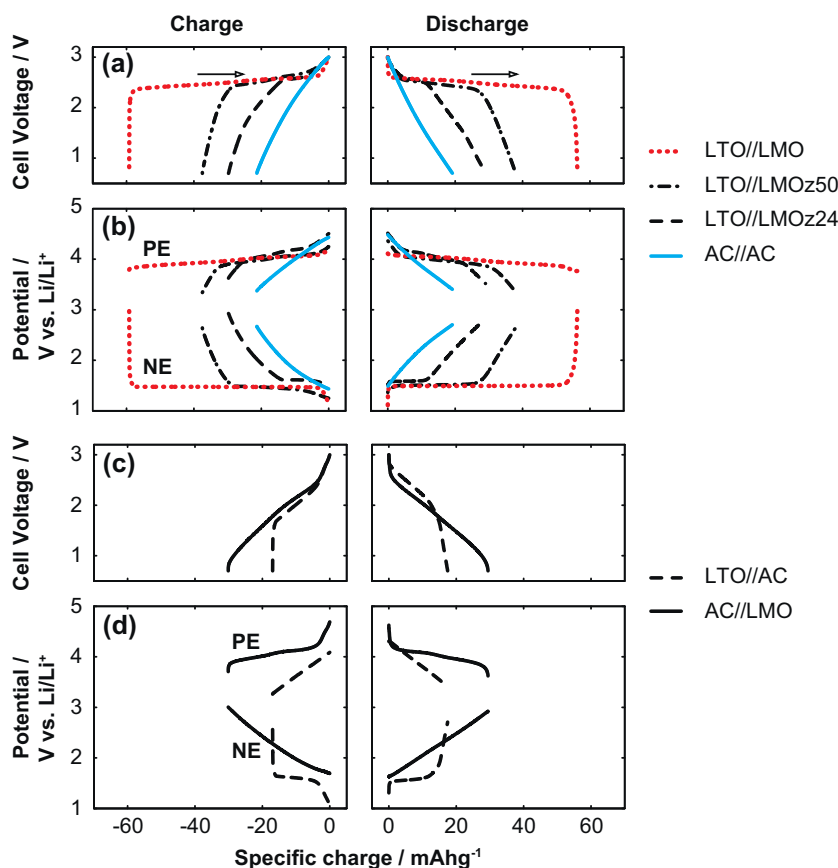 Charge Discharge
(a)
Cell Voltage / V
3
2
1
LTO//LMO
LTO//LMOz50
LTO//LMOz24
AC//AC
(b)
PE
NE
Potential /
V vs. Li/Li⁺
5
4
3
2
1
(c)
Cell Voltage / V
3
2
1
LTO//AC
AC//LMO
(d)
PE
NE
Potential /
V vs. Li/Li⁺
5
4
3
2
1
-60 -40 -20 0 0 20 40 60
Specific charge / mAhg⁻¹